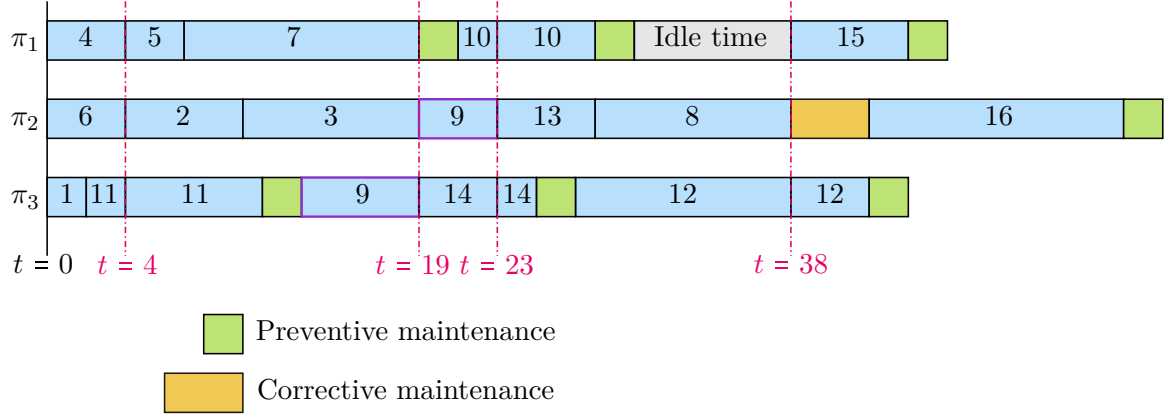 π1 4 5 7 10 10 Idle time 15
π2 6 2 3 9 13 8 16
π3 1 11 11 9 14 14 12 12
t = 0 t = 4 t = 19 t = 23 t = 38
Preventive maintenance
Corrective maintenance